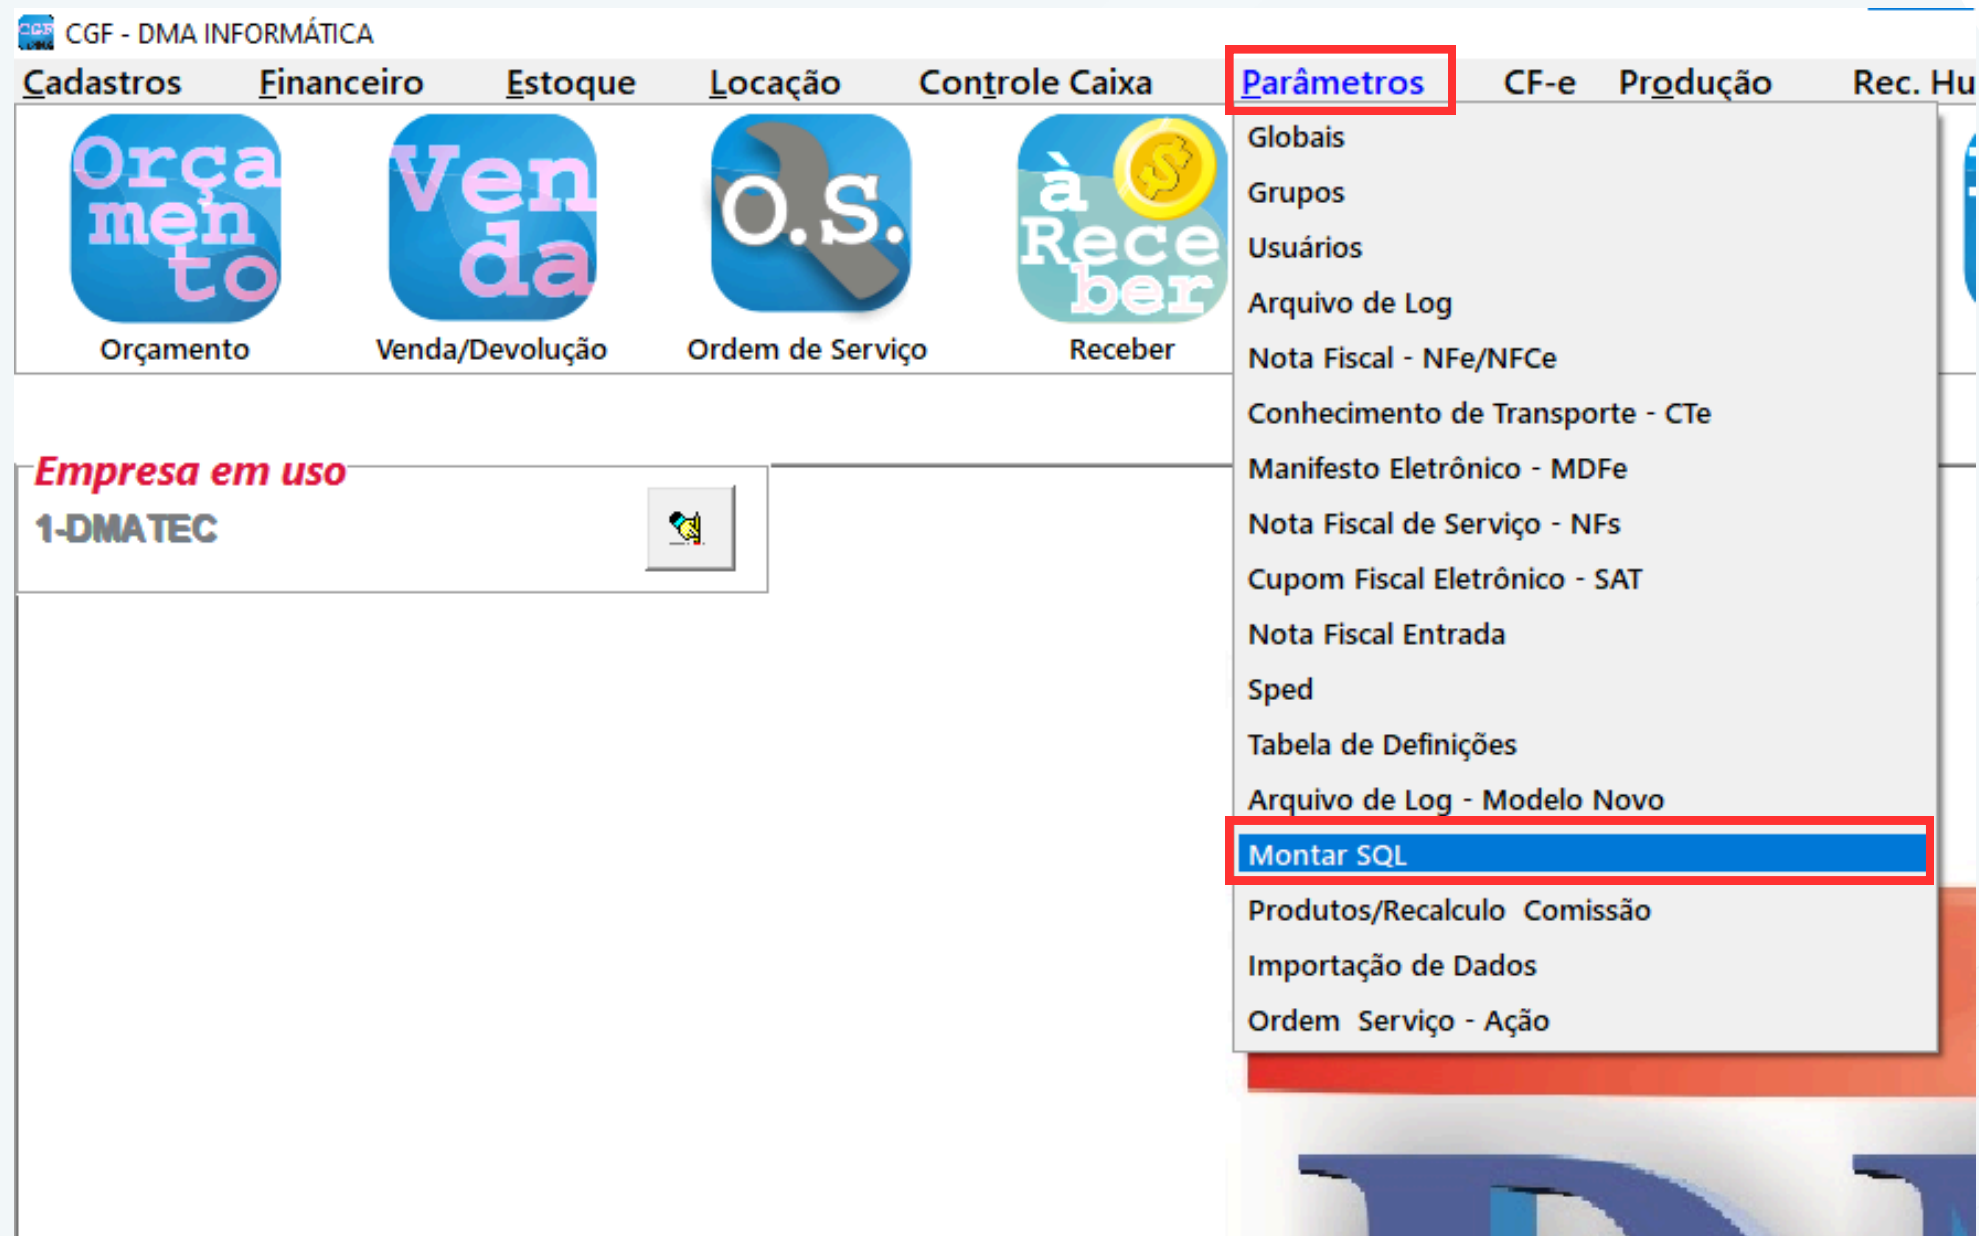 CGF - DMA INFORMÁTICA
Cadastros Financeiro Estoque Locação Controle Caixa Parâmetros CF-e Produção Rec. Hu
Orça
men
to
Ven
da
O.S.
à
Rece
ber
Orçamento Venda/Devolução Ordem de Serviço Receber
Globais
Grupos
Usuários
Arquivo de Log
Nota Fiscal - NFe/NFCe
Conhecimento de Transporte - CTe
Manifesto Eletrônico - MDFe
Nota Fiscal de Serviço - NFs
Cupom Fiscal Eletrônico - SAT
Nota Fiscal Entrada
Sped
Tabela de Definições
Arquivo de Log - Modelo Novo
Montar SQL
Produtos/Recalculo  Comissão
Importação de Dados
Ordem  Serviço - Ação
Empresa em uso
1-DMATEC